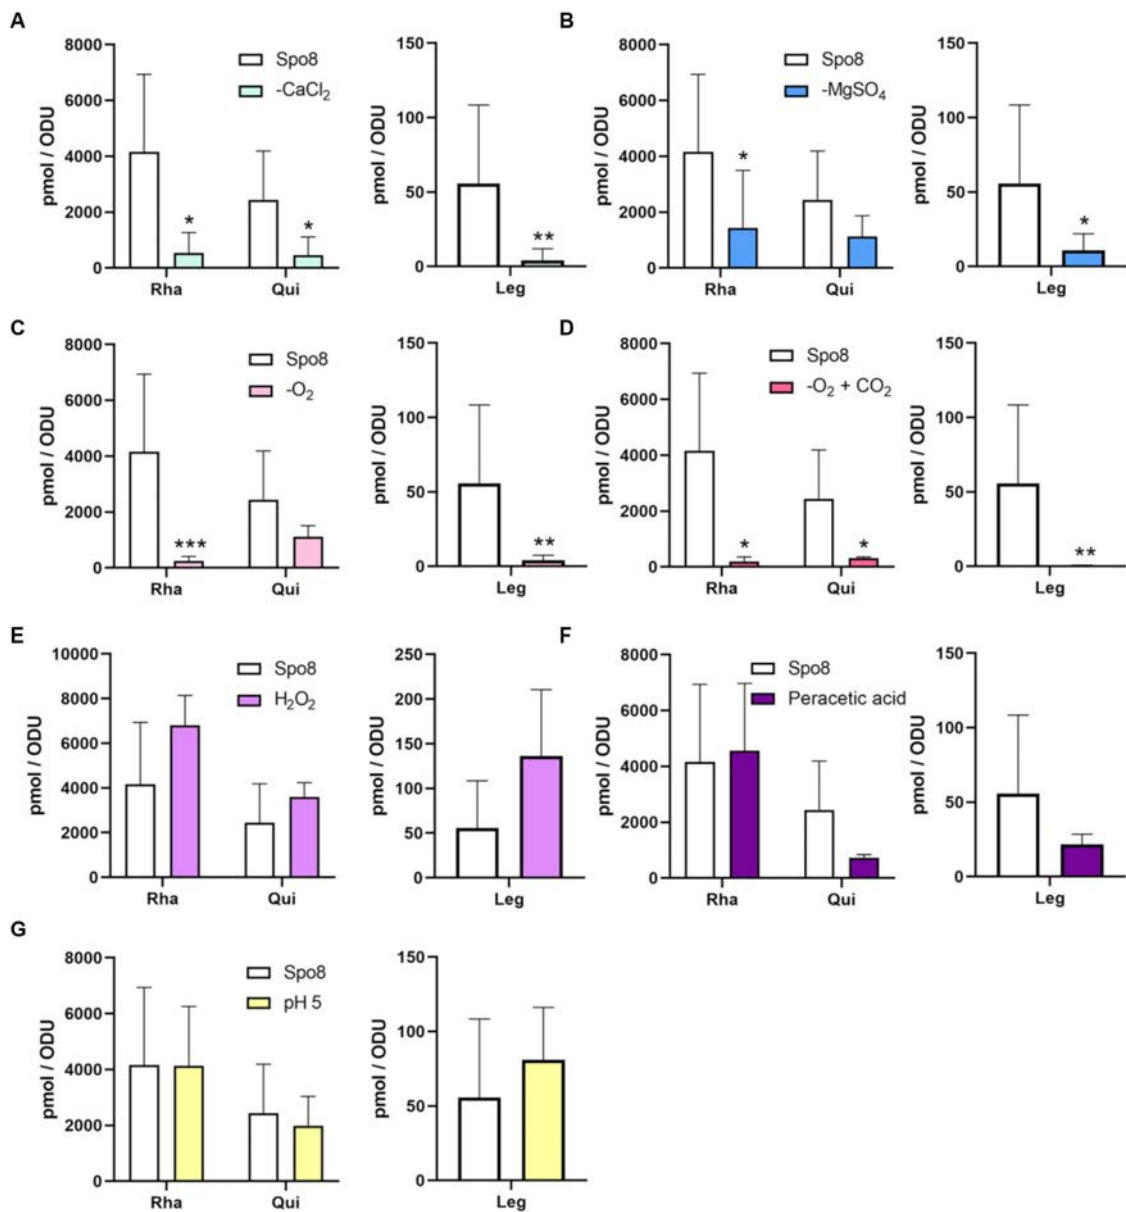 A
pmol / ODU
8000
6000
4000
2000
0
Spo8
-CaCl₂
* *
Rha Qui
pmol / ODU
150
100
50
0
**
Leg
B
pmol / ODU
8000
6000
4000
2000
0
Spo8
-MgSO₄
*
Rha Qui
pmol / ODU
150
100
50
0
*
Leg
C
pmol / ODU
8000
6000
4000
2000
0
Spo8
-O₂
***
Rha Qui
pmol / ODU
150
100
50
0
**
Leg
D
pmol / ODU
8000
6000
4000
2000
0
Spo8
-O₂ + CO₂
* *
Rha Qui
pmol / ODU
150
100
50
0
**
Leg
E
pmol / ODU
10000
8000
6000
4000
2000
0
Spo8
H₂O₂
Rha Qui
pmol / ODU
250
200
150
100
50
0
Leg
F
pmol / ODU
8000
6000
4000
2000
0
Spo8
Peracetic acid
Rha Qui
pmol / ODU
150
100
50
0
Leg
G
pmol / ODU
8000
6000
4000
2000
0
Spo8
pH 5
Rha Qui
pmol / ODU
150
100
50
0
Leg